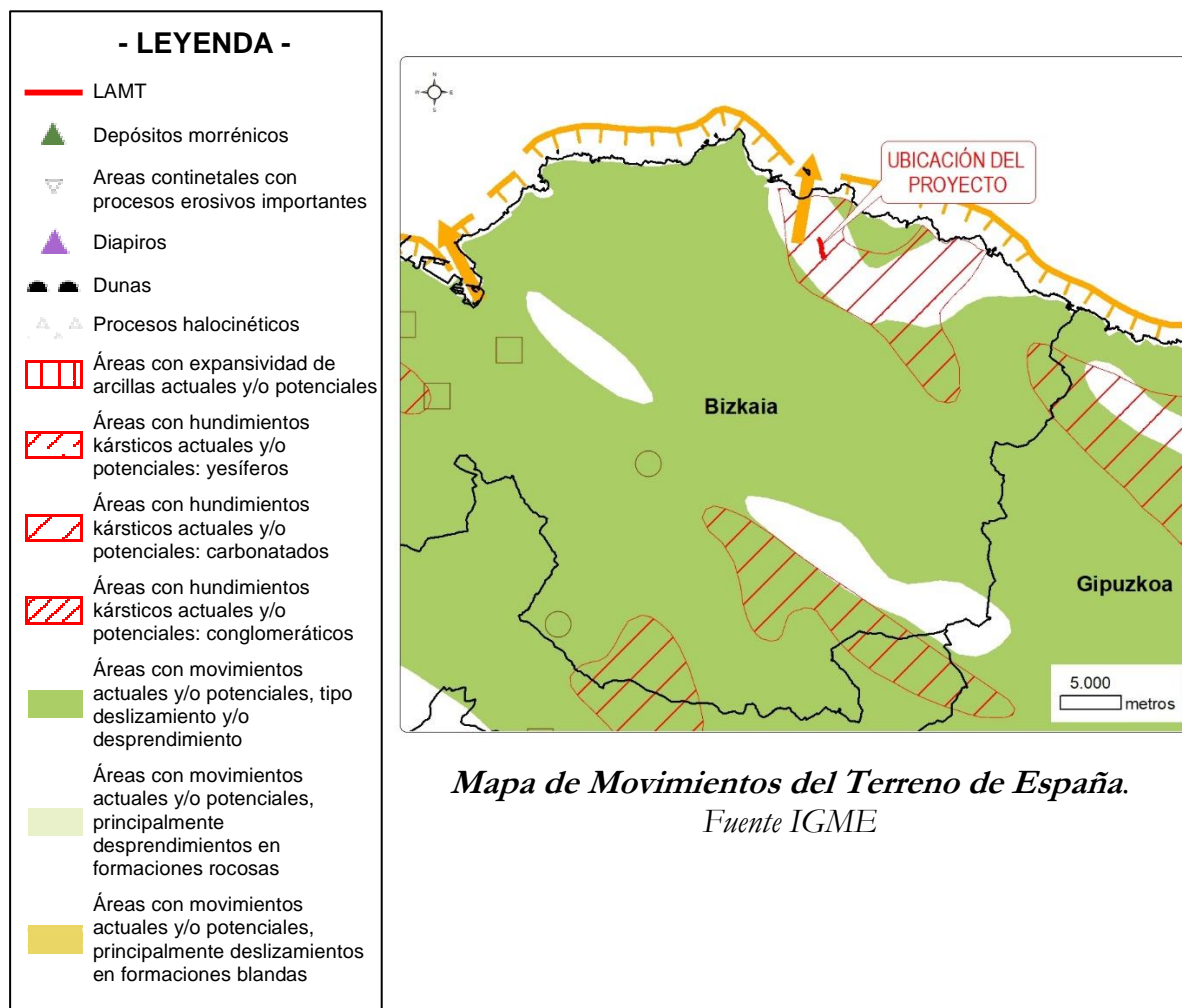 - LEYENDA -
LAMT
Depósitos morrénicos
Areas continetales con
procesos erosivos importantes
Diapiros
Dunas
Procesos halocinéticos
Áreas con expansividad de
arcillas actuales y/o potenciales
Áreas con hundimientos
kársticos actuales y/o
potenciales: yesíferos
Áreas con hundimientos
kársticos actuales y/o
potenciales: carbonatados
Áreas con hundimientos
kársticos actuales y/o
potenciales: conglomeráticos
Áreas con movimientos
actuales y/o potenciales, tipo
deslizamiento y/o
desprendimiento
Áreas con movimientos
actuales y/o potenciales,
principalmente
desprendimientos en
formaciones rocosas
Áreas con movimientos
actuales y/o potenciales,
principalmente deslizamientos
en formaciones blandas
N
W
E
S
UBICACIÓN DEL
PROYECTO
Bizkaia
Gipuzkoa
5.000
metros
Mapa de Movimientos del Terreno de España.
Fuente IGME